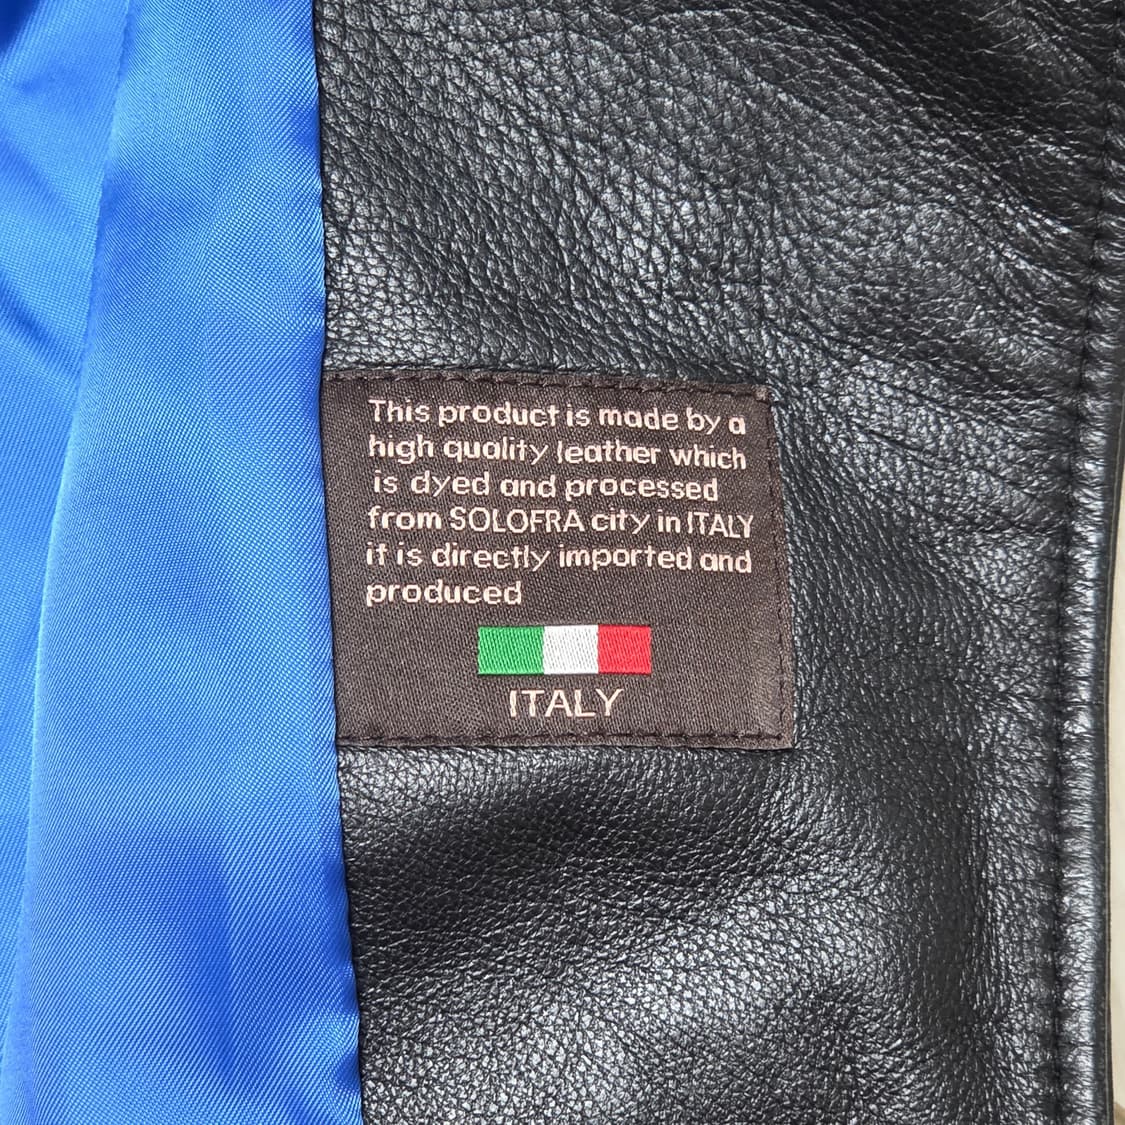 This product is made by a
high quality leather which
is dyed and processed
from SOLOFRA city in ITALY
it is directly imported and
produced
ITALY